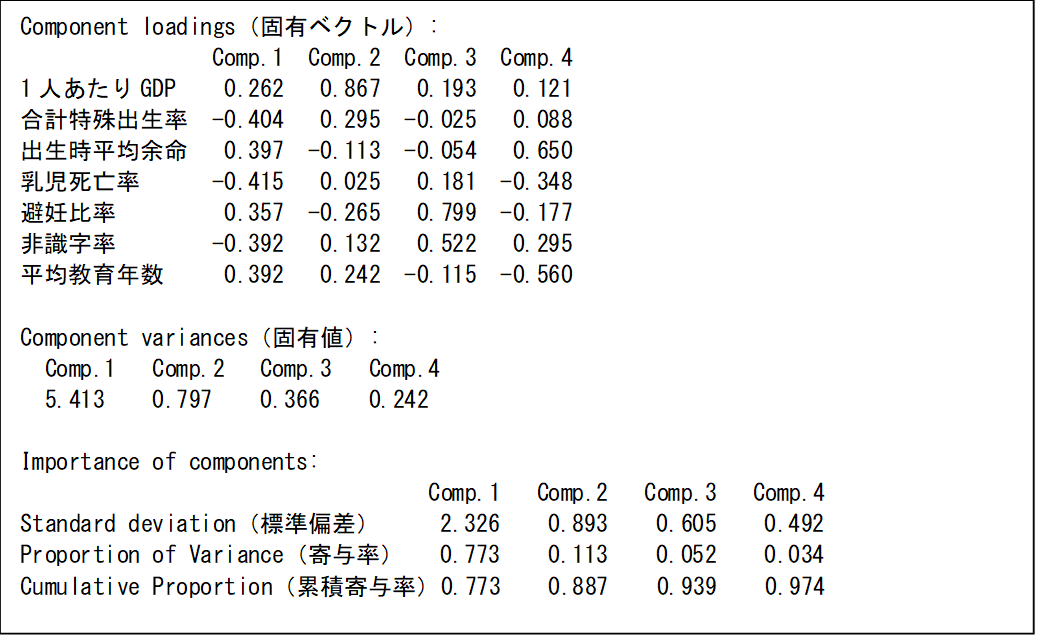 Component loadings (固有ベクトル) :
Comp.1 Comp.2 Comp.3 Comp.4
1人あたりGDP 0.262 0.867 0.193 0.121
合計特殊出生率 -0.404 0.295 -0.025 0.088
出生時平均余命 0.397 -0.113 -0.054 0.650
乳児死亡率 -0.415 0.025 0.181 -0.348
避妊比率 0.357 -0.265 0.799 -0.177
非識字率 -0.392 0.132 0.522 0.295
平均教育年数 0.392 0.242 -0.115 -0.560
Component variances (固有値) :
Comp.1 Comp.2 Comp.3 Comp.4
5.413 0.797 0.366 0.242
Importance of components:
Comp.1 Comp.2 Comp.3 Comp.4
Standard deviation (標準偏差) 2.326 0.893 0.605 0.492
Proportion of Variance (寄与率) 0.773 0.113 0.052 0.034
Cumulative Proportion (累積寄与率) 0.773 0.887 0.939 0.974